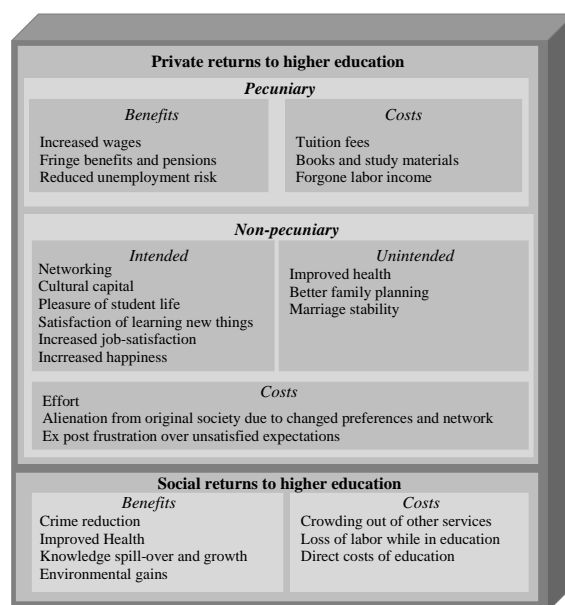 Private returns to higher education
Pecuniary
Benefits
Increased wages
Fringe benefits and pensions
Reduced unemployment risk
Costs
Tuition fees
Books and study materials
Forgone labor income
Non-pecuniary
Intended
Networking
Cultural capital
Pleasure of student life
Satisfaction of learning new things
Increased job-satisfaction
Incrreased happiness
Unintended
Improved health
Better family planning
Marriage stability
Costs
Effort
Alienation from original society due to changed preferences and network
Ex post frustration over unsatisfied expectations
Social returns to higher education
Benefits
Crime reduction
Improved Health
Knowledge spill-over and growth
Environmental gains
Costs
Crowding out of other services
Loss of labor while in education
Direct costs of education